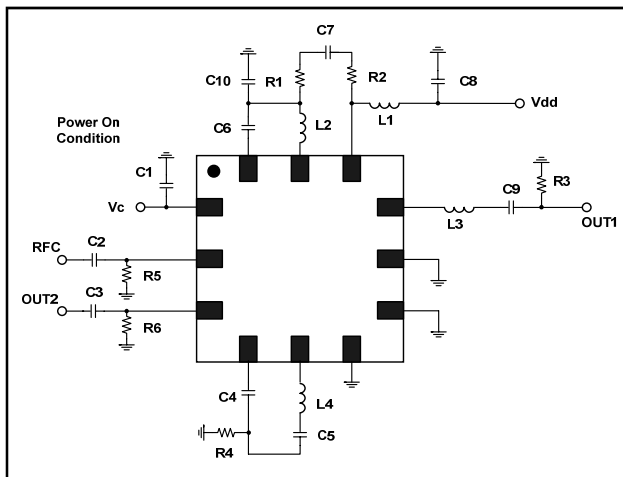 C7
C10
R1
R2
C8
Vdd
L1
Power On
Condition
C6
L2
C1
Vc
C9
R3
L3
OUT1
RFC
C2
R5
OUT2
C3
R6
C4
L4
C5
R4